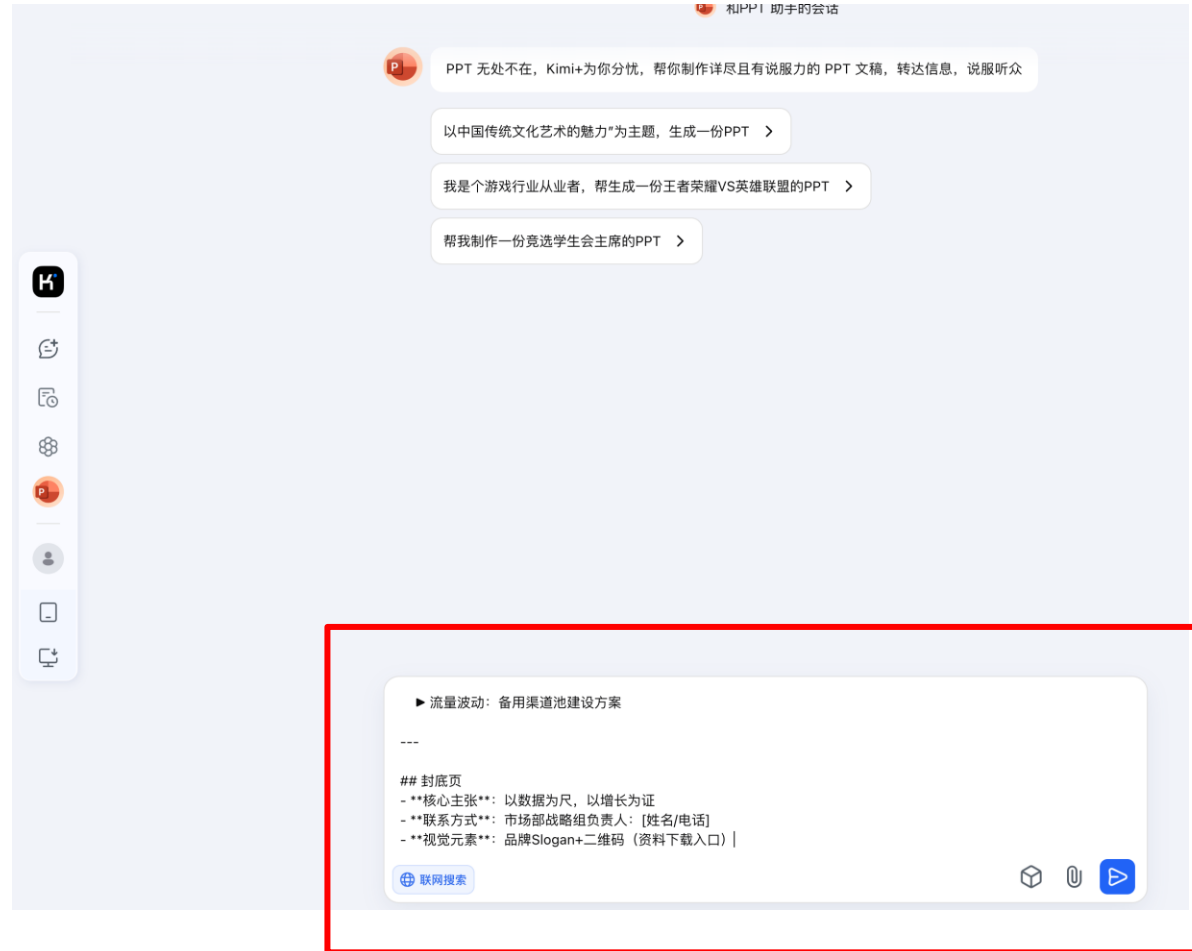 和PPT 助手的会话
PPT 无处不在，Kimi+为你分忧，帮你制作详尽且有说服力的 PPT 文稿，转达信息，说服听众
以中国传统文化艺术的魅力”为主题，生成一份PPT
我是个游戏行业从业者，帮生成一份王者荣耀VS英雄联盟的PPT
帮我制作一份竞选学生会主席的PPT
K
P
▶ 流量波动：备用渠道池建设方案
---
## 封底页
- **核心主张**：以数据为尺，以增长为证
- **联系方式**：市场部战略组负责人：[姓名/电话]
- **视觉元素**：品牌Slogan+二维码（资料下载入口）
联网搜索